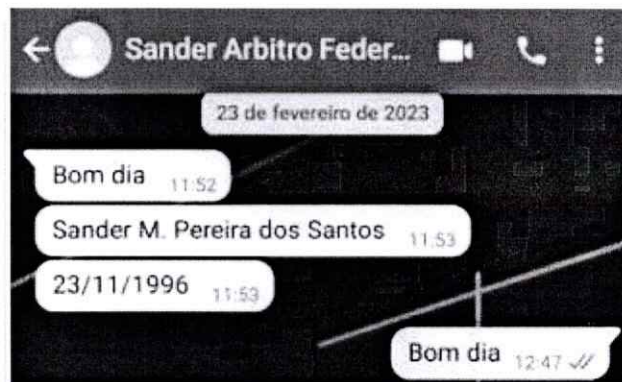 Sander Arbitro Feder...
23 de fevereiro de 2023
Bom dia 11:52
Sander M. Pereira dos Santos 11:53
23/11/1996 11:53
Bom dia 12:47